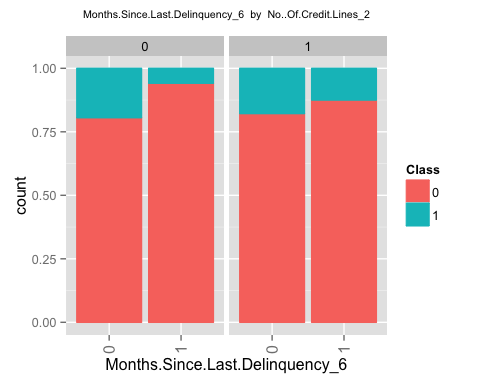 Months.Since.Last.Delinquency_6 by No..Of.Credit.Lines_2
0 1
1.00
0.75
0.50
0.25
0.00
count
0 1 0 1
Months.Since.Last.Delinquency_6
Class
0
1